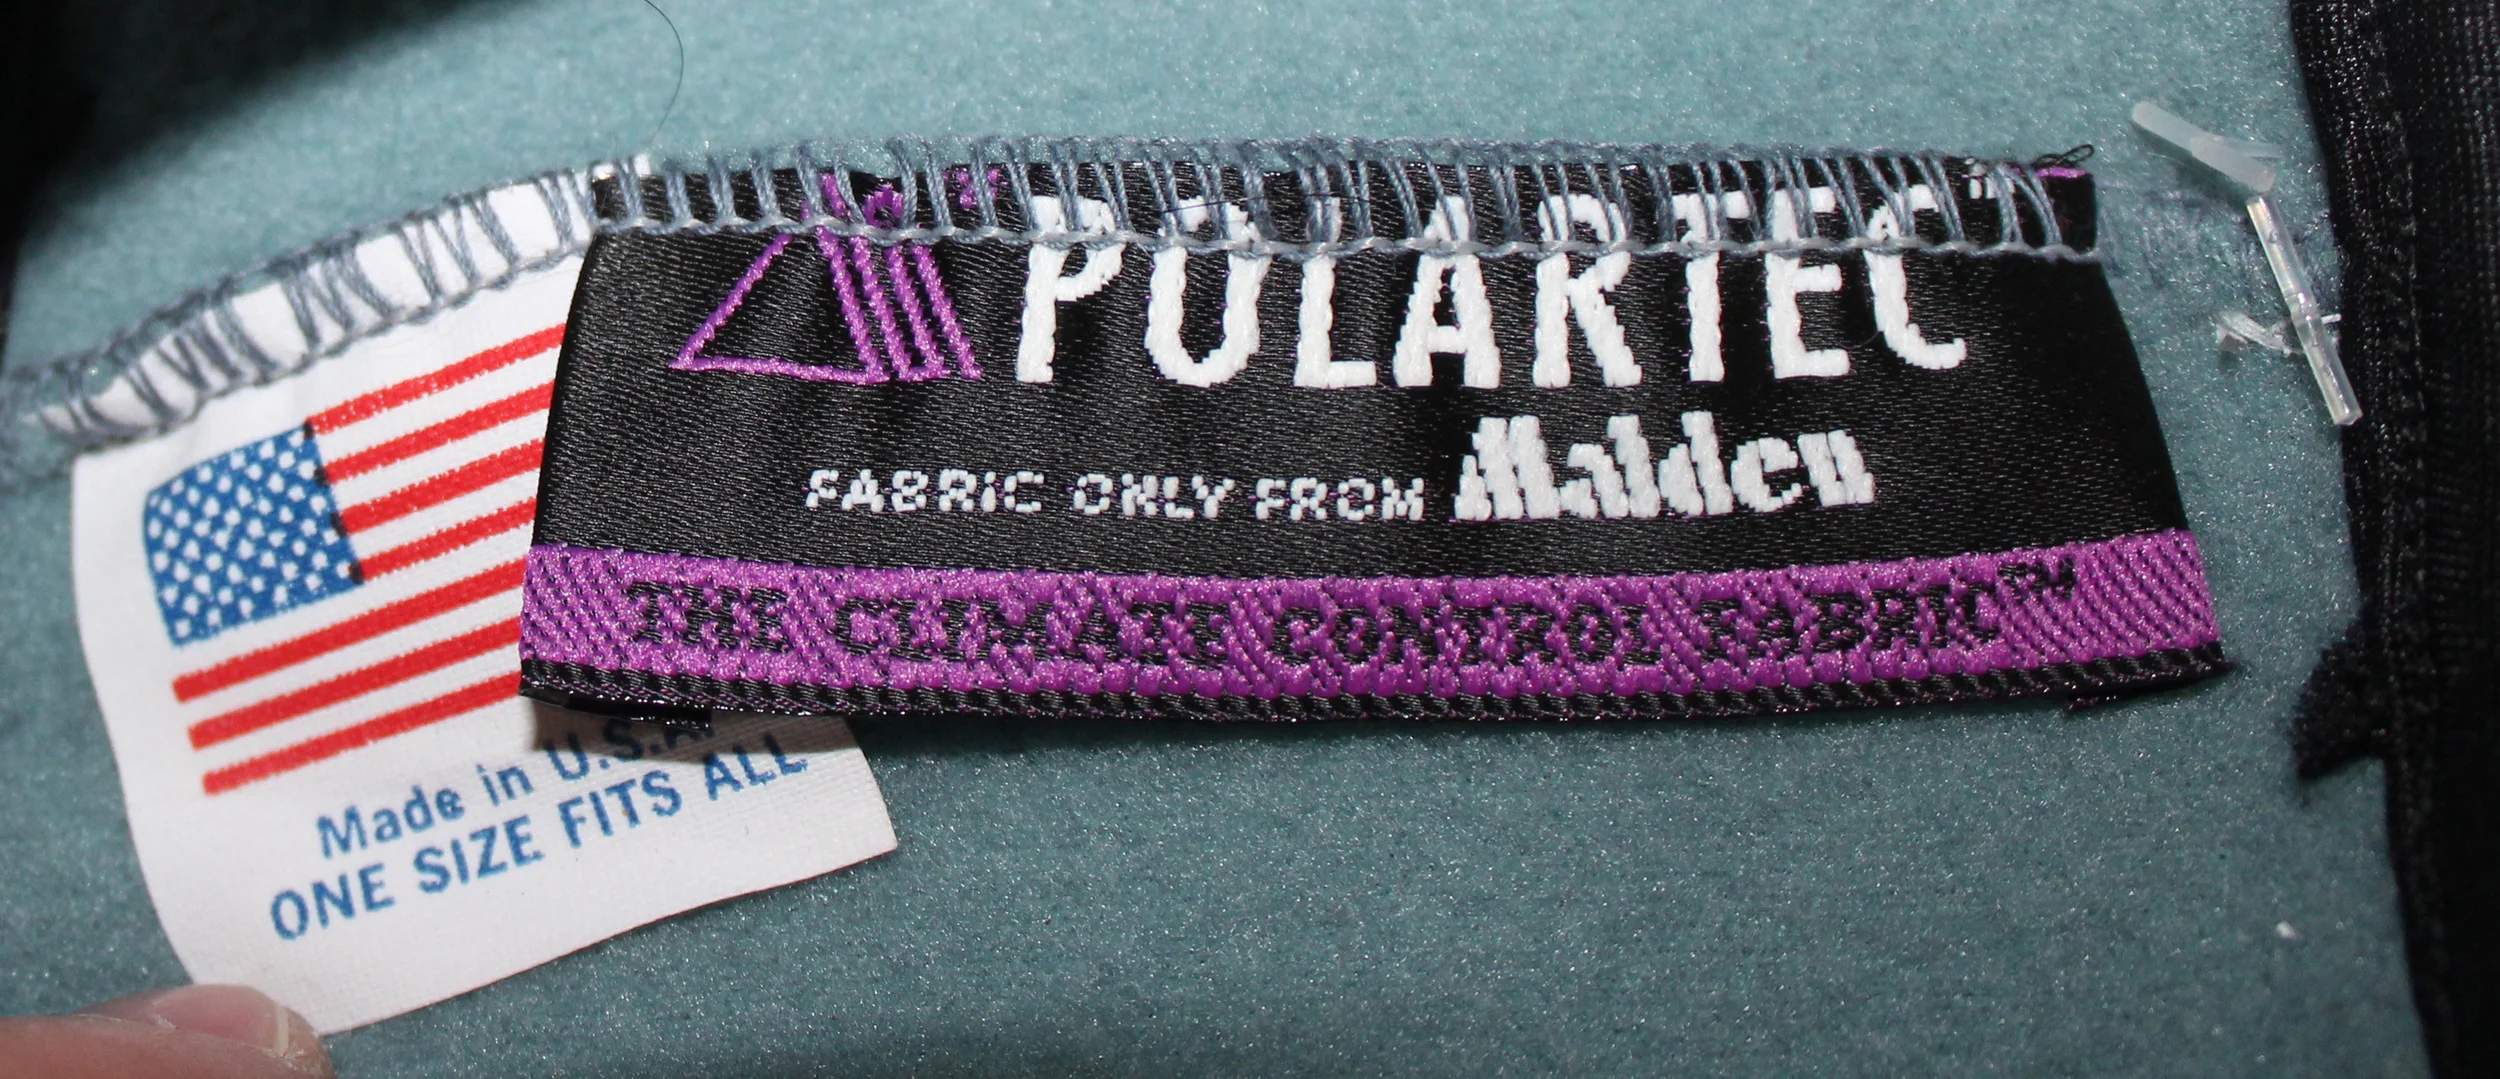 POLARTEC™
FABRIC ONLY FROM Malden
THE CLIMATE CONTROL FABRIC™
Made in U.S.A.
ONE SIZE FITS ALL